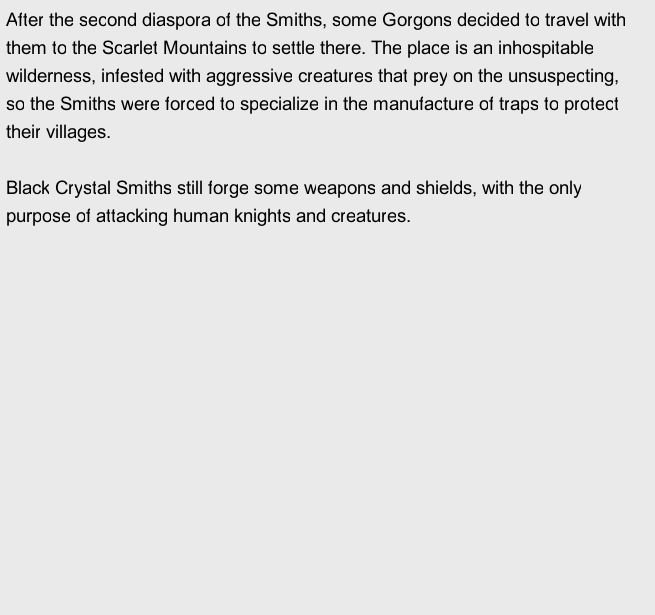 After the second diaspora of the Smiths, some Gorgons decided to travel with
them to the Scarlet Mountains to settle there. The place is an inhospitable
wilderness, infested with aggressive creatures that prey on the unsuspecting,
so the Smiths were forced to specialize in the manufacture of traps to protect
their villages.
Black Crystal Smiths still forge some weapons and shields, with the only
purpose of attacking human knights and creatures.